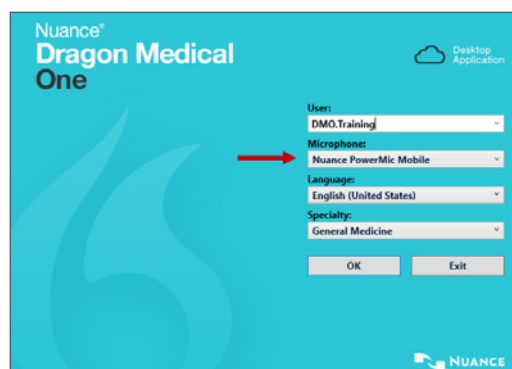 Nuance®
Dragon Medical
One
Desktop
Application
User:
DMO.Training
Microphone:
Nuance PowerMic Mobile
Language:
English (United States)
Specialty:
General Medicine
OK
Exit
NUANCE